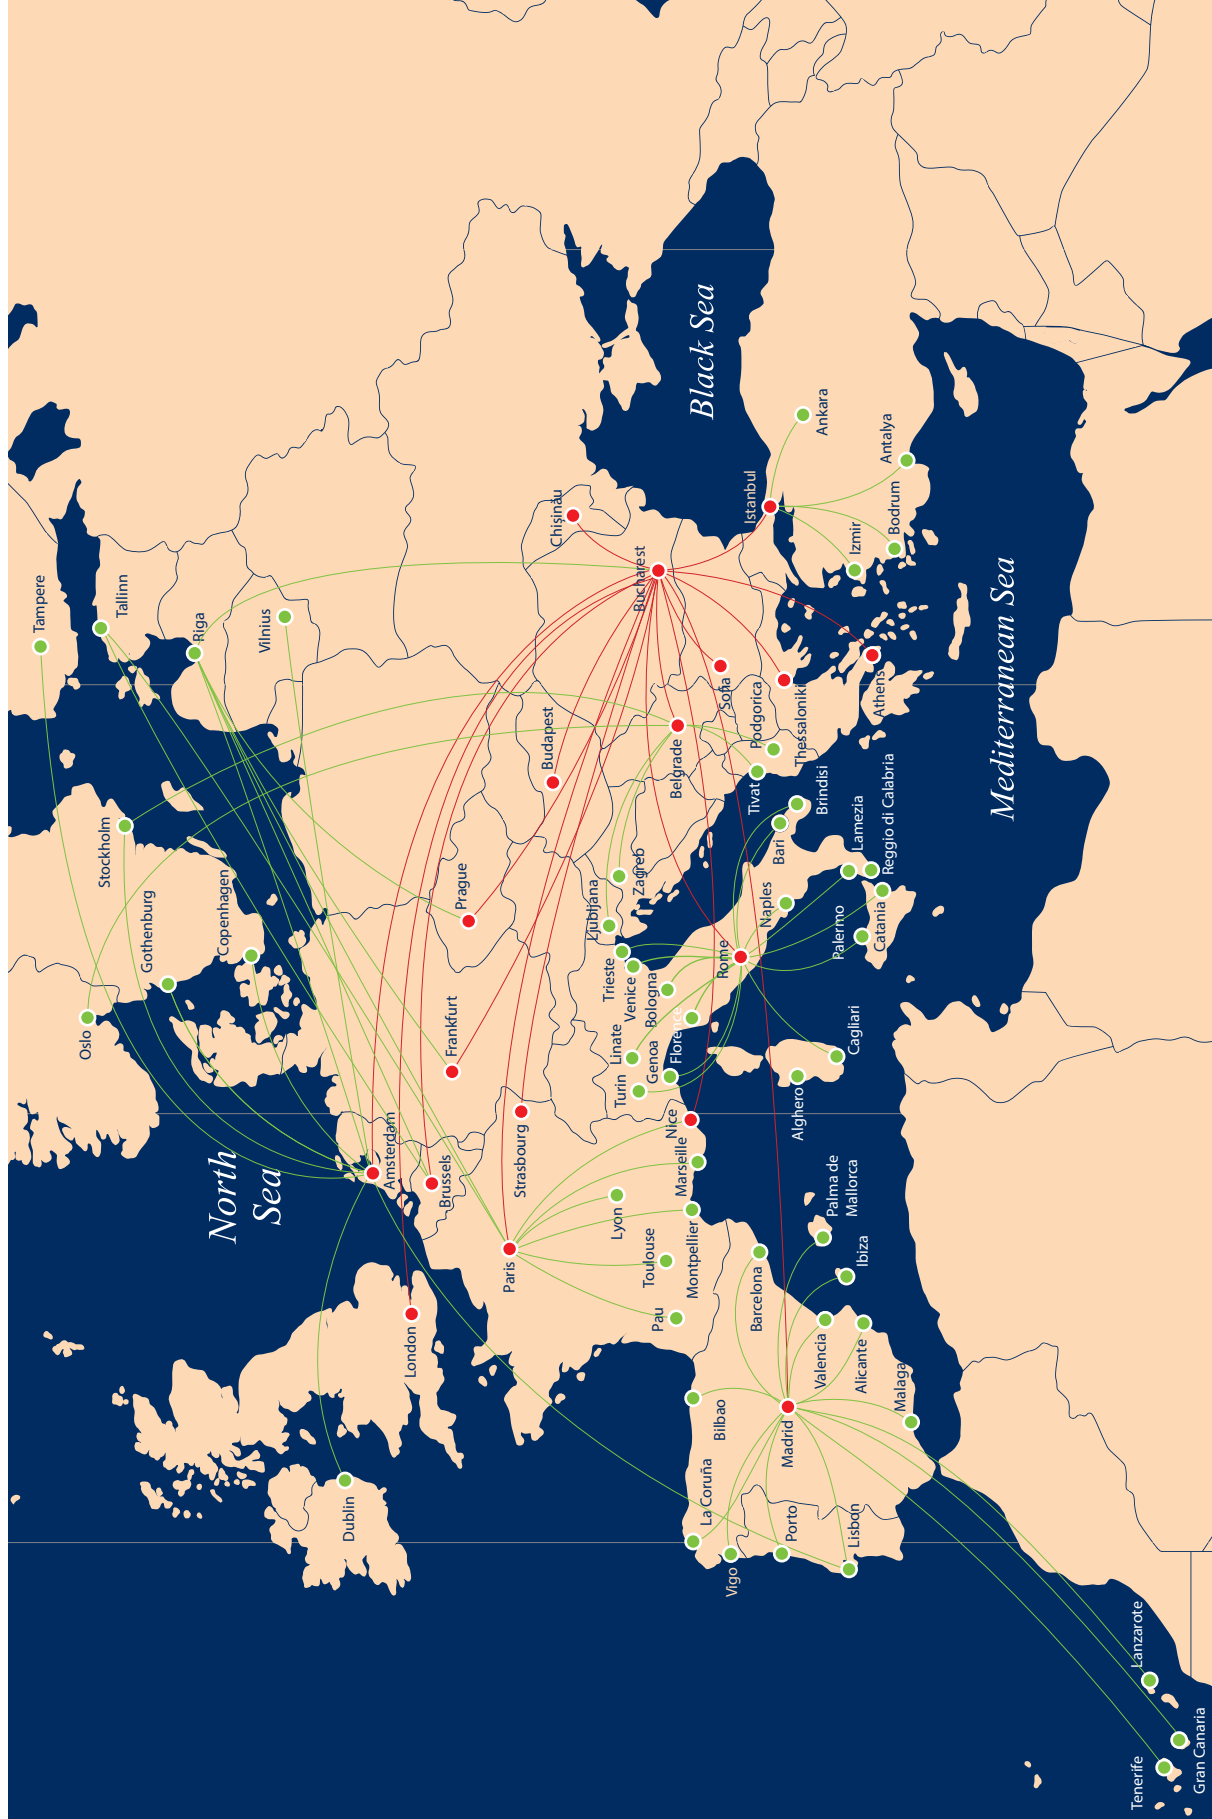 Tampere
Tallinn
Riga
Vilnius
Stockholm
Oslo
Gothenburg
Copenhagen
North
Sea
Dublin
London
Amsterdam
Brussels
Paris
Strasbourg
Frankfurt
Prague
Budapest
Chişinău
Bucharest
Black Sea
Istanbul
Ankara
Antalya
Bodrum
Izmir
Athens
Thessaloniki
Sofia
Podgorica
Tivat
Belgrade
Zagreb
Ljubljana
Trieste
Venice
Bologna
Florence
Linate
Genoa
Turin
Nice
Marseille
Lyon
Montpellier
Toulouse
Pau
Rome
Naples
Bari
Brindisi
Lamezia
Reggio di Calabria
Catania
Palermo
Cagliari
Alghero
Mediterranean Sea
Palma de
Mallorca
Ibiza
Barcelona
Valencia
Alicante
Malaga
Madrid
Bilbao
La Coruña
Vigo
Porto
Lisbon
Lanzarote
Gran Canaria
Tenerife